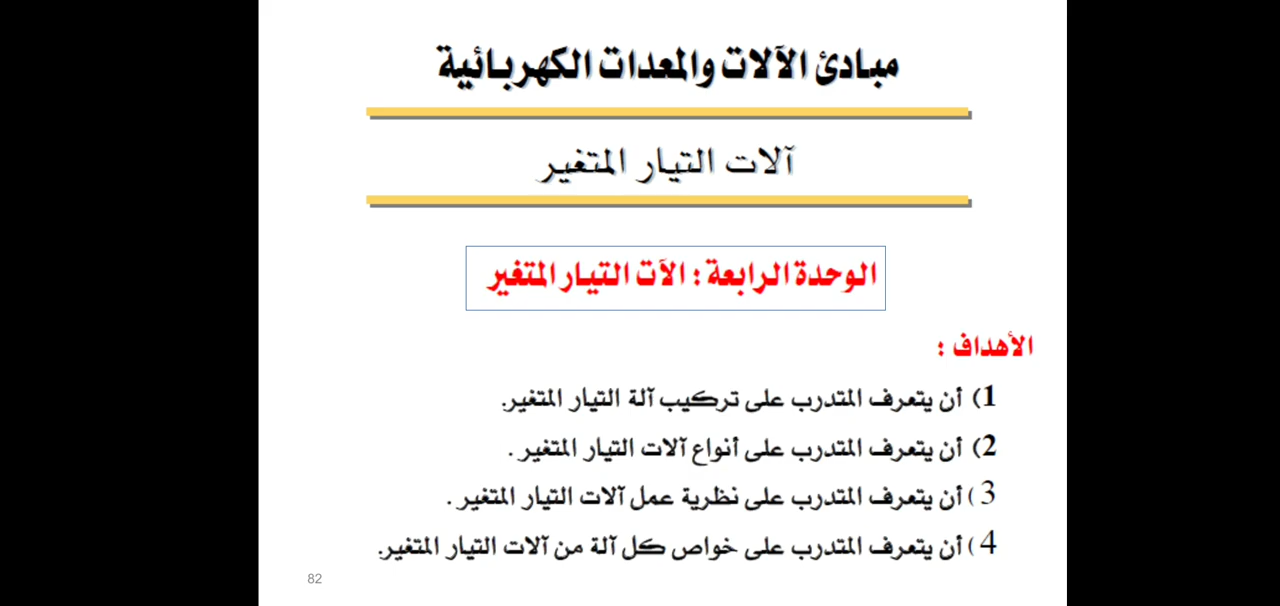 مبادئ الآلات والمعدات الكهربائية
آلات التيار المتغير
الوحدة الرابعة : الآت التيار المتغير
الأهداف :
1) أن يتعرف المتدرب على تركيب آلة التيار المتغير.
2) أن يتعرف المتدرب على أنواع آلات التيار المتغير .
3) أن يتعرف المتدرب على نظرية عمل آلات التيار المتغير .
4) أن يتعرف المتدرب على خواص كل آلة من آلات التيار المتغير.
82